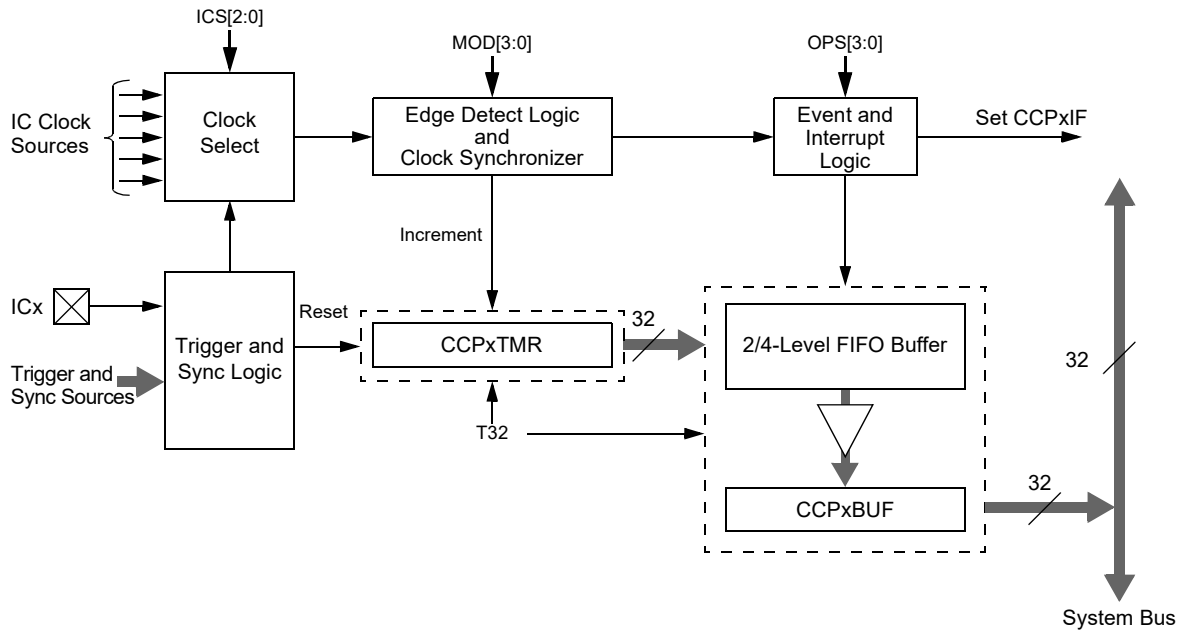 ICS[2:0]
MOD[3:0]
OPS[3:0]
IC Clock
Sources
Clock
Select
Edge Detect Logic
and
Clock Synchronizer
Event and
Interrupt
Logic
Set CCPxIF
Increment
ICx
Reset
Trigger and
Sync Logic
Trigger and
Sync Sources
CCPxTMR
32
2/4-Level FIFO Buffer
32
T32
CCPxBUF
32
System Bus